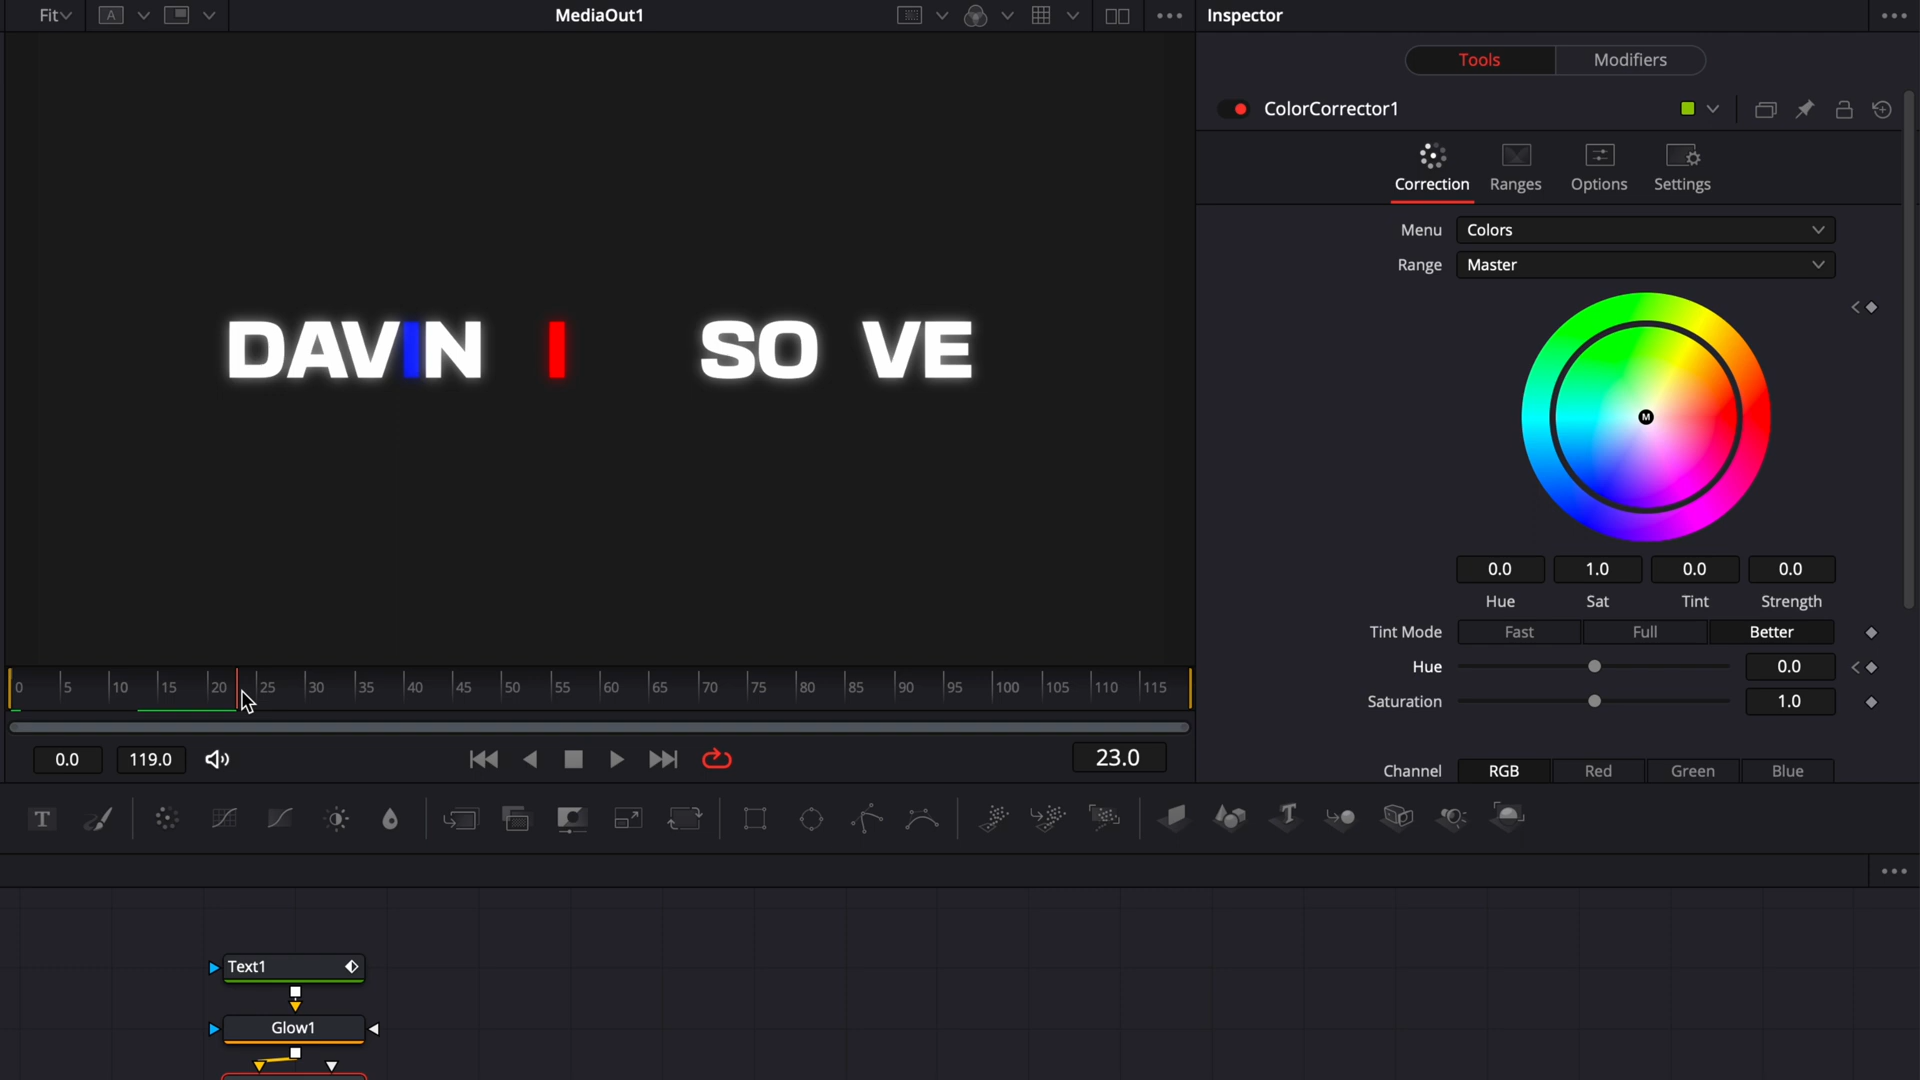 Fit
A
MediaOut1
Inspector
Tools
Modifiers
ColorCorrector1
Correction
Ranges
Options
Settings
Menu
Colors
Range
Master
M
DAVIN I SO VE
0.0
1.0
0.0
0.0
Hue
Sat
Tint
Strength
Tint Mode
Fast
Full
Better
Hue
0.0
Saturation
1.0
0 5 10 15 20 25 30 35 40 45 50 55 60 65 70 75 80 85 90 95 100 105 110 115
0.0
119.0
23.0
Channel
RGB
Red
Green
Blue
T
T
Text1
Glow1